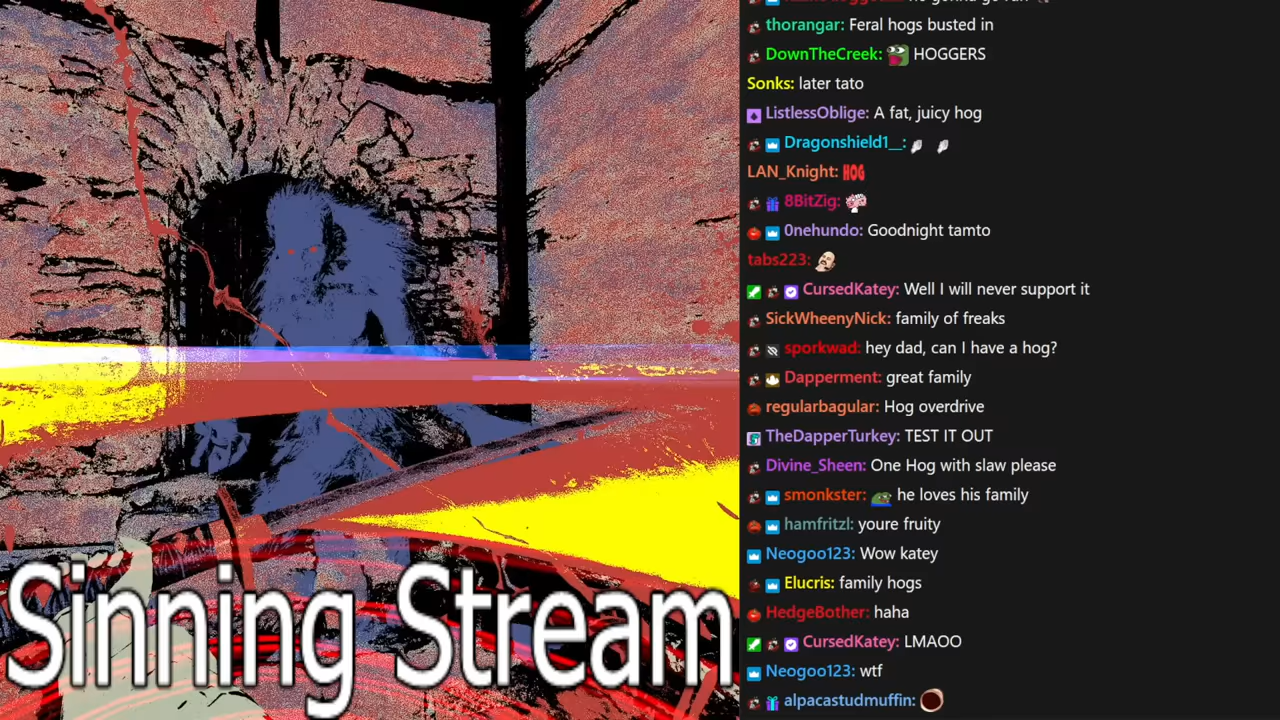 thorangar: Feral hogs busted in
DownTheCreek: HOGGERS
Sonks: later tato
ListlessOblige: A fat, juicy hog
Dragonshield1__:
LAN_Knight: HOG
8BitZig:
0nehundo: Goodnight tamto
tabs223:
CursedKatey: Well I will never support it
SickWheenyNick: family of freaks
sporkwad: hey dad, can I have a hog?
Dapperment: great family
regularbagular: Hog overdrive
TheDapperTurkey: TEST IT OUT
Divine_Sheen: One Hog with slaw please
smonkster: he loves his family
hamfritzl: youre fruity
Neogoo123: Wow katey
Elucris: family hogs
HedgeBother: haha
CursedKatey: LMAOO
Neogoo123: wtf
alpacastudmuffin:
Sinning Stream